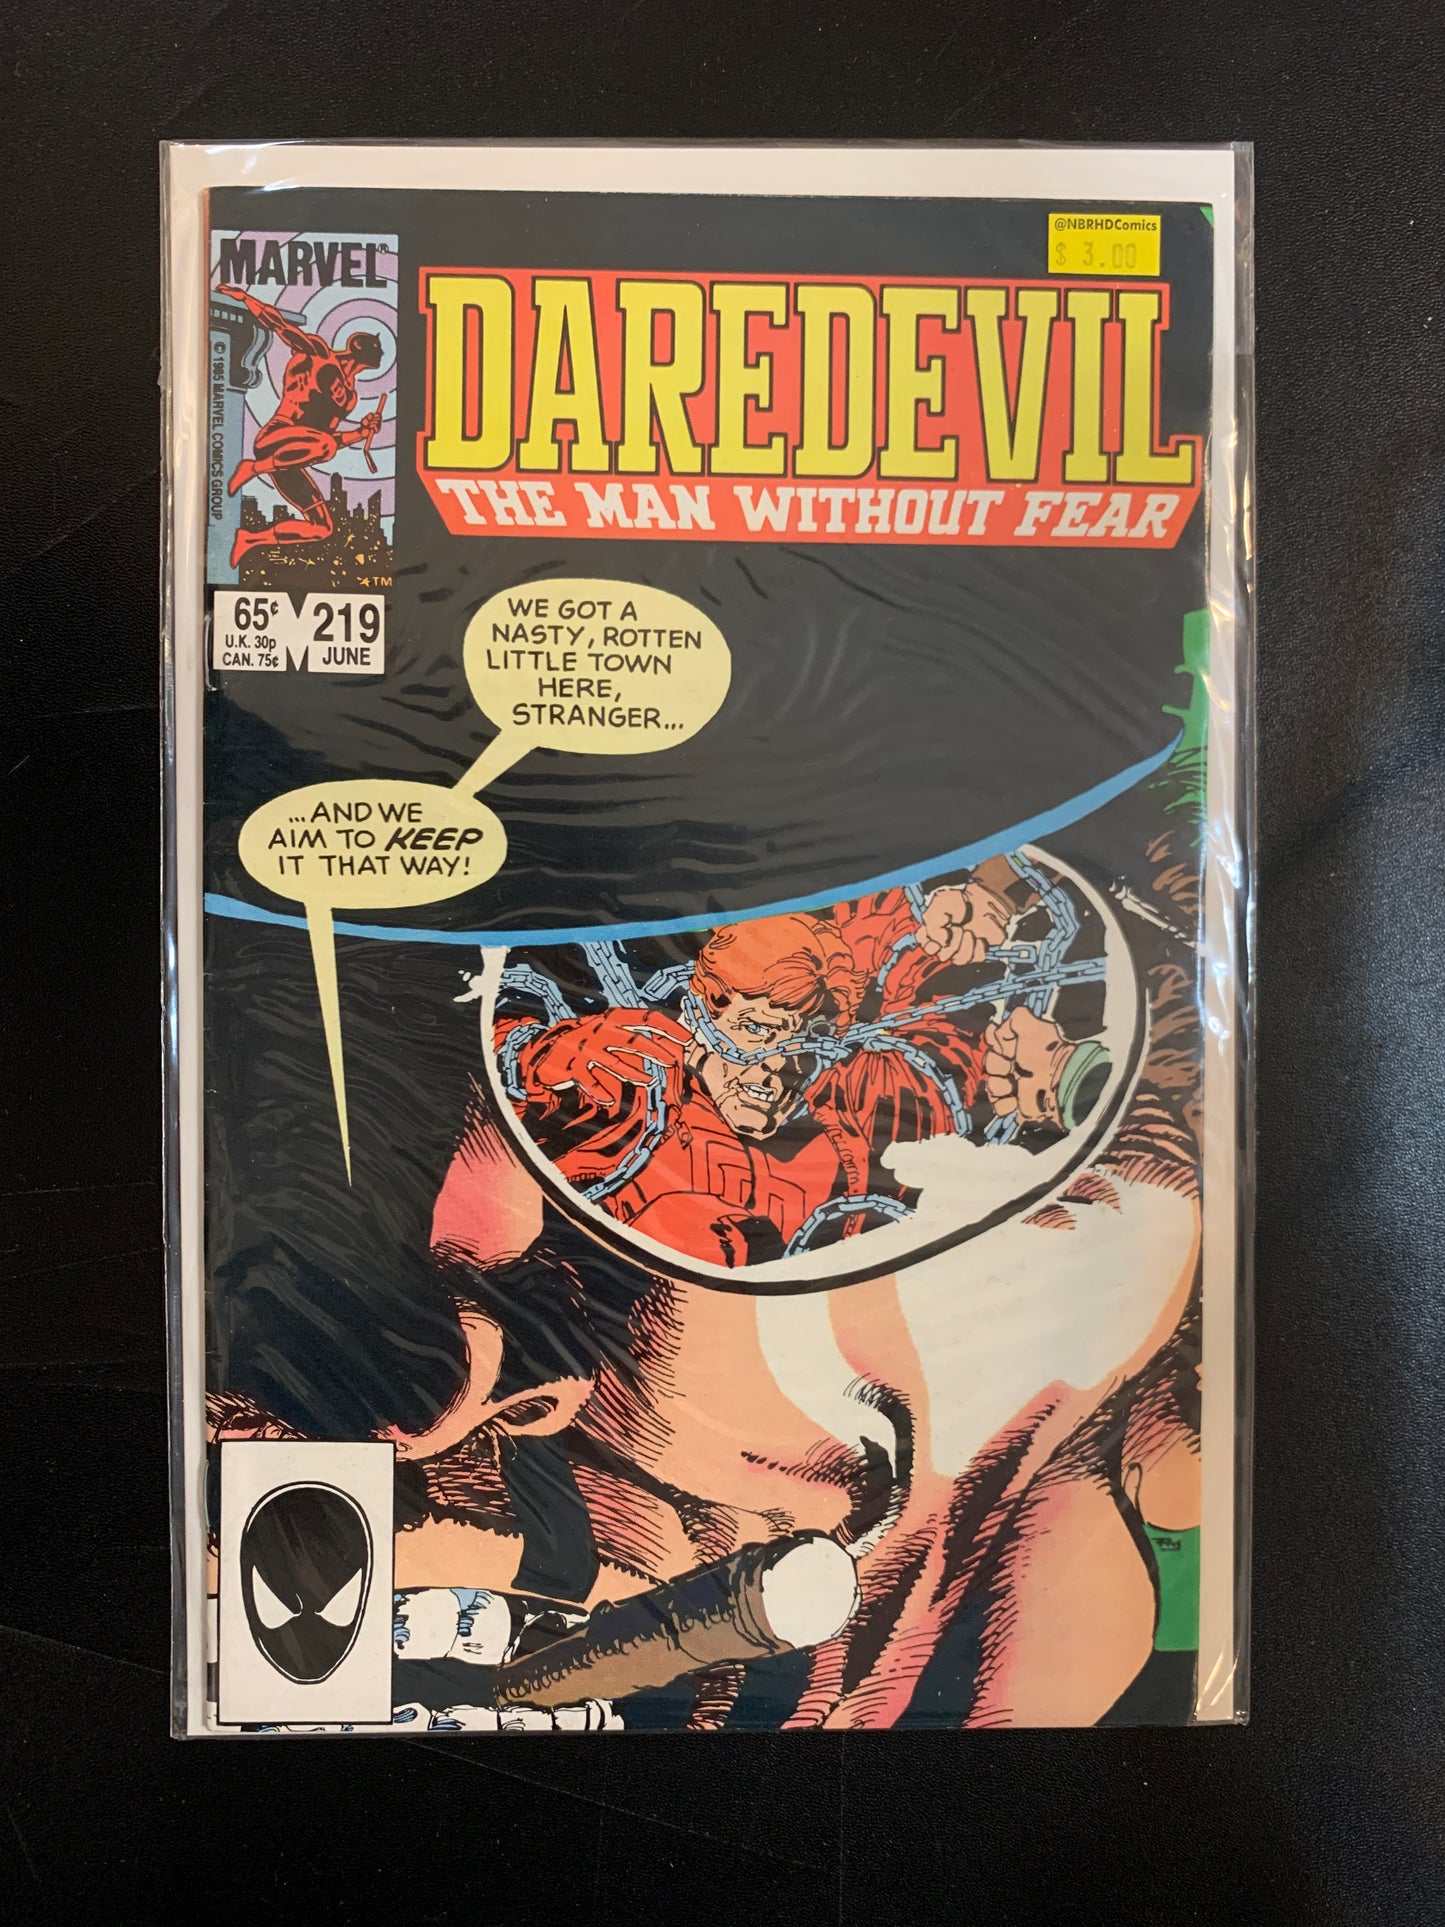 @NBRHDComics
$ 3.00
MARVEL®
© 1985 MARVEL COMICS GROUP
TM
DAREDEVIL
THE MAN WITHOUT FEAR
65¢
U.K. 30p
CAN. 75¢
219
JUNE
WE GOT A
NASTY, ROTTEN
LITTLE TOWN
HERE,
STRANGER...
...AND WE
AIM TO KEEP
IT THAT WAY!